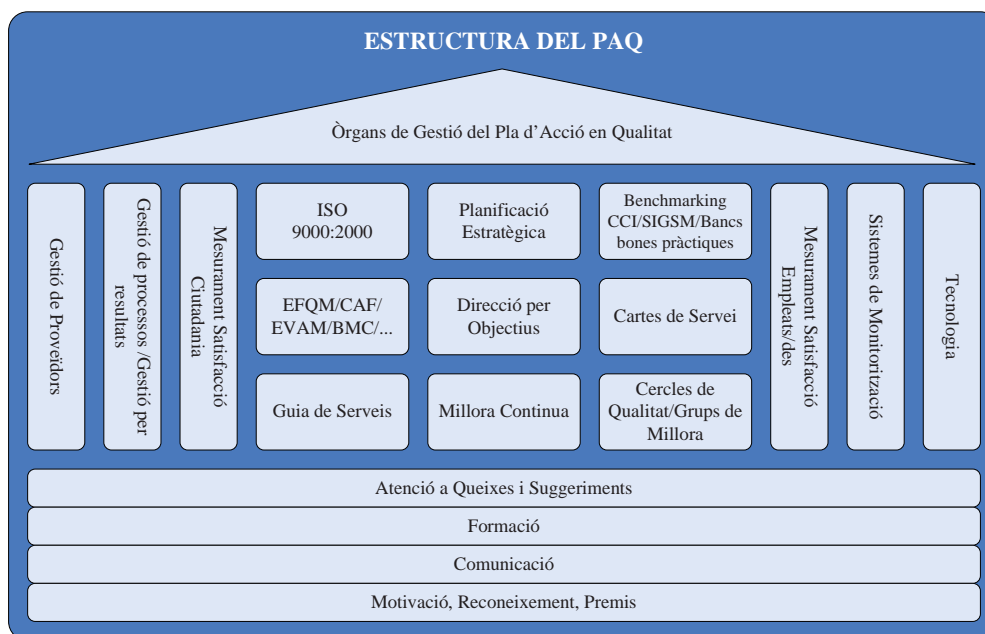 ESTRUCTURA DEL PAQ
Òrgans de Gestió del Pla d’Acció en Qualitat
Gestió de Proveïdors
Gestió de processos /Gestió per
resultats
Mesurament Satisfacció
Ciutadania
ISO
9000:2000
Planificació
Estratègica
Benchmarking
CCI/SIGSM/Bancs
bones pràctiques
EFQM/CAF/
EVAM/BMC/...
Direcció per
Objectius
Cartes de Servei
Guia de Serveis
Millora Continua
Cercles de
Qualitat/Grups de
Millora
Mesurament Satisfacció
Empleats/des
Sistemes de Monitorització
Tecnologia
Atenció a Queixes i Suggeriments
Formació
Comunicació
Motivació, Reconeixement, Premis